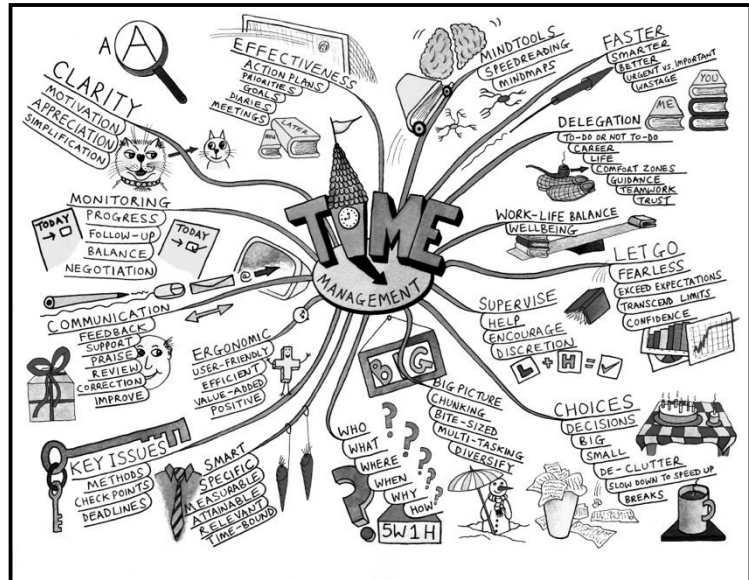 A
A
CLARITY
MOTIVATION
APPRECIATION
SIMPLIFICATION
EFFECTIVENESS
ACTION PLANS
PRIORITIES
GOALS
DIARIES
MEETINGS
LATER
MINDTOOLS
SPEEDREADING
MINDMAPS
FASTER
SMARTER
BETTER
URGENT VS. IMPORTANT
WASTAGE
YOU
ME
DELEGATION
TO-DO OR NOT TO-DO
CAREER
LIFE
COMFORT ZONES
GUIDANCE
TEAMWORK
TRUST
MONITORING
PROGRESS
FOLLOW-UP
BALANCE
NEGOTIATION
TODAY
TODAY
TIME
MANAGEMENT
WORK-LIFE BALANCE
WELLBEING
LET GO
FEARLESS
EXCEED EXPECTATIONS
TRANSCEND LIMITS
CONFIDENCE
COMMUNICATION
FEEDBACK
SUPPORT
PRAISE
REVIEW
CORRECTION
IMPROVE
@
ERGONOMIC
USER-FRIENDLY
EFFICIENT
VALUE-ADDED
POSITIVE
SUPERVISE
HELP
ENCOURAGE
DISCRETION
L + H =
BIG
BIG PICTURE
CHUNKING
BITE-SIZED
MULTI-TASKING
DIVERSIFY
CHOICES
DECISIONS
BIG
SMALL
DE-CLUTTER
SLOW DOWN TO SPEED UP
BREAKS
KEY ISSUES
METHODS
CHECKPOINTS
DEADLINES
SMART
SPECIFIC
MEASURABLE
ATTAINABLE
RELEVANT
TIME-BOUND
WHO
WHAT
WHERE
WHEN
WHY
HOW
? ? ? ? ? ? ?
5W1H